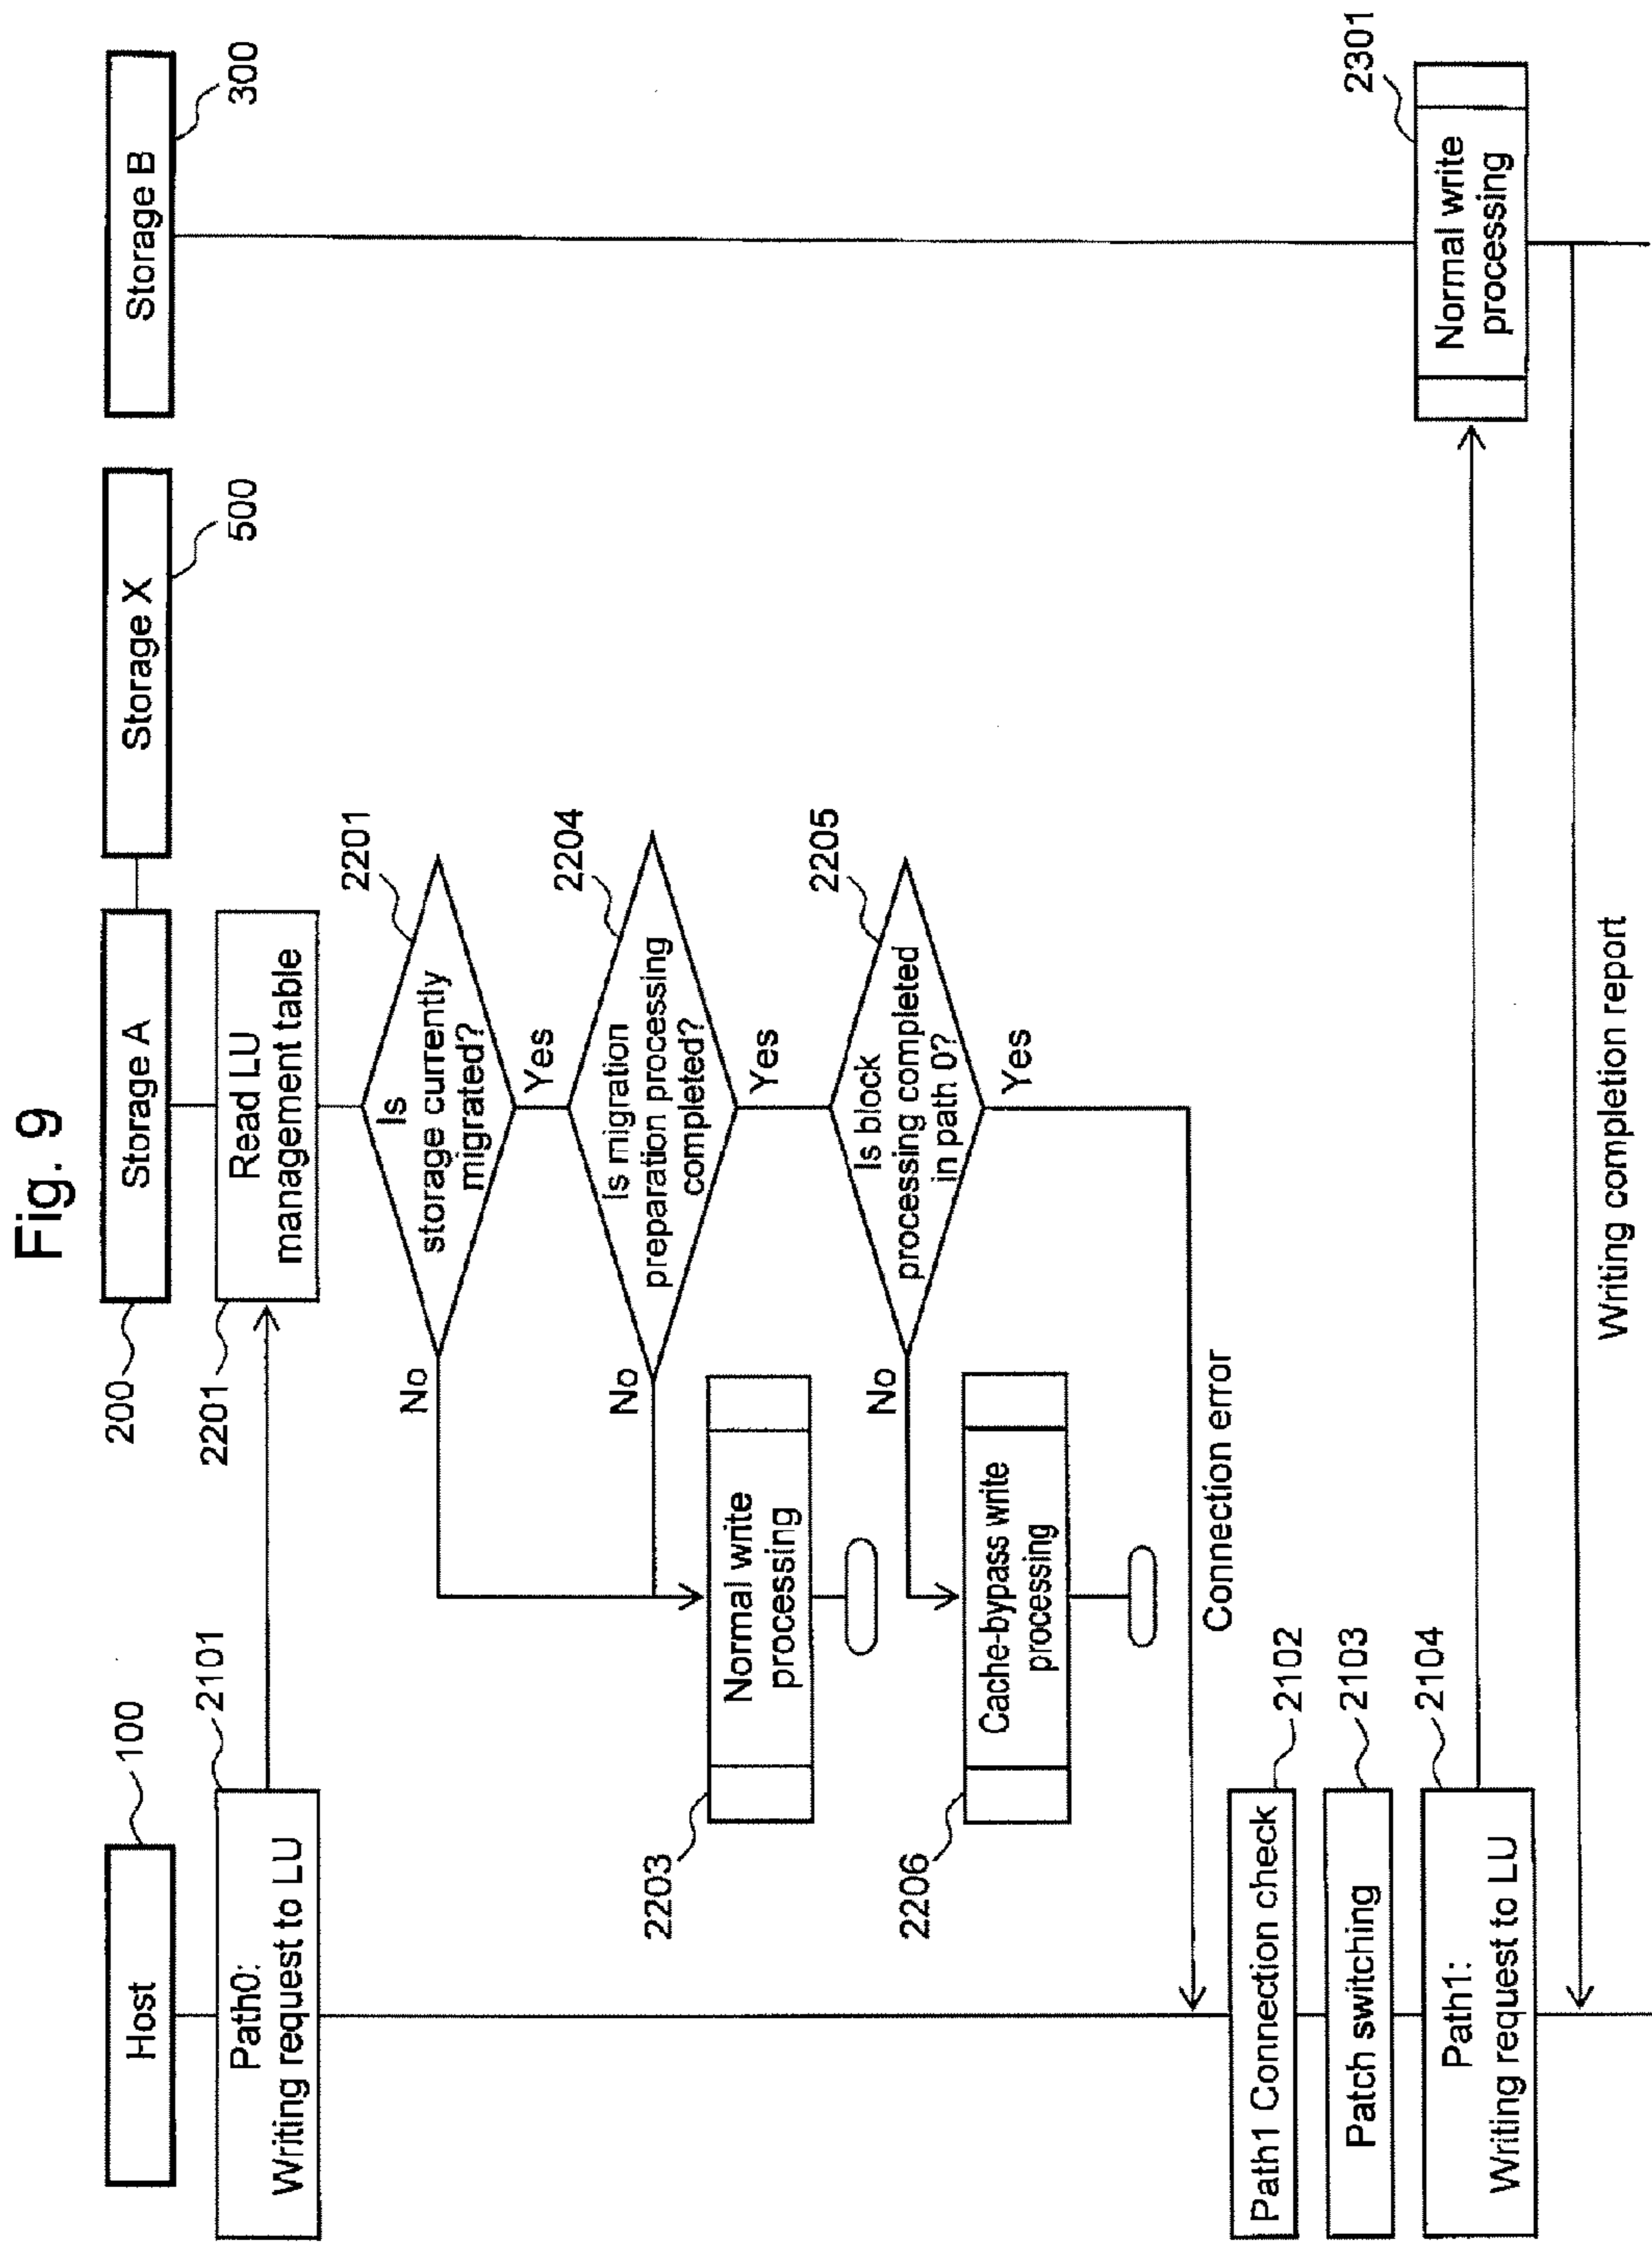 Fig. 9
Host
100
Storage A
200
Storage X
500
Storage B
300
Path0:
Writing request to LU
2101
Read LU
management table
2201
Is
storage currently
migrated?
2201
No
Yes
Is migration
preparation processing
completed?
2204
No
Yes
Normal write
processing
2203
Is block
processing completed
in path 0?
2205
No
Yes
Cache-bypass write
processing
2206
Connection error
Path1 Connection check
2102
Patch switching
2103
Path1:
Writing request to LU
2104
Normal write
processing
2301
Writing completion report